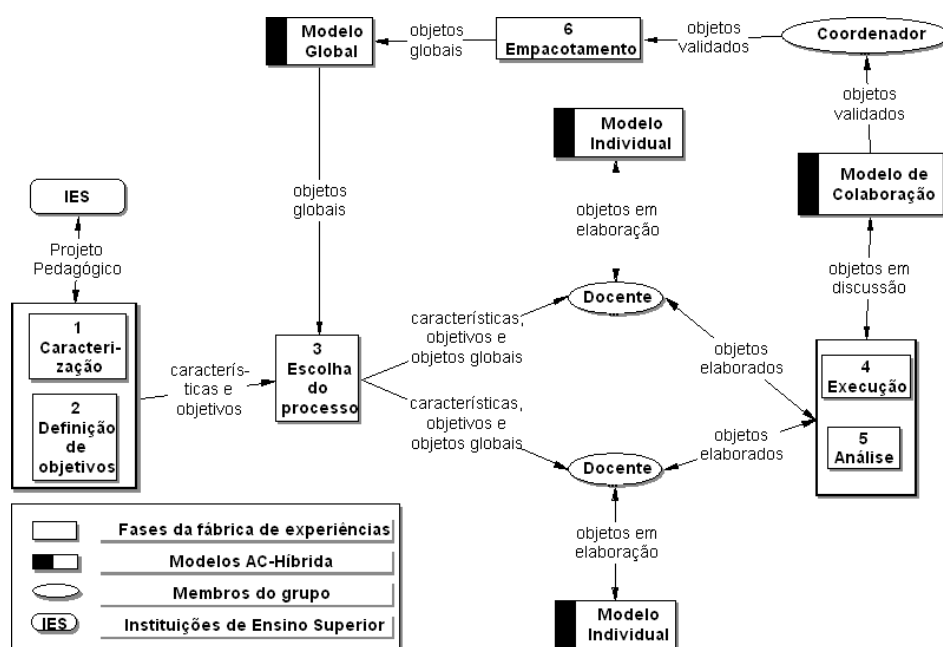 Modelo
Global
objetos
globais
6
Empacotamento
objetos
validados
Coordenador
objetos
validados
Modelo
Individual
Modelo de
Colaboração
IES
objetos
globais
objetos em
elaboração
Projeto
Pedagógico
objetos em
discussão
Docente
1
Caracteri-
zação
características,
objetivos e
objetos globais
3
Escolha
do
processo
caracterís-
ticas e
objetivos
objetos
elaborados
4
Execução
2
Definição
de
objetivos
características,
objetivos e
objetos globais
objetos
elaborados
5
Análise
Docente
objetos em
elaboração
Modelo
Individual
Fases da fábrica de experiências
Modelos AC-Híbrida
Membros do grupo
IES
Instituições de Ensino Superior